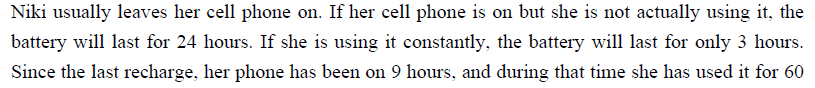 Niki usually leaves her cell phone on. If her cell phone is on but she is not actually using it, the
battery will last for 24 hours. If she is using it constantly, the battery will last for only 3 hours.
Since the last recharge, her phone has been on 9 hours, and during that time she has used it for 60